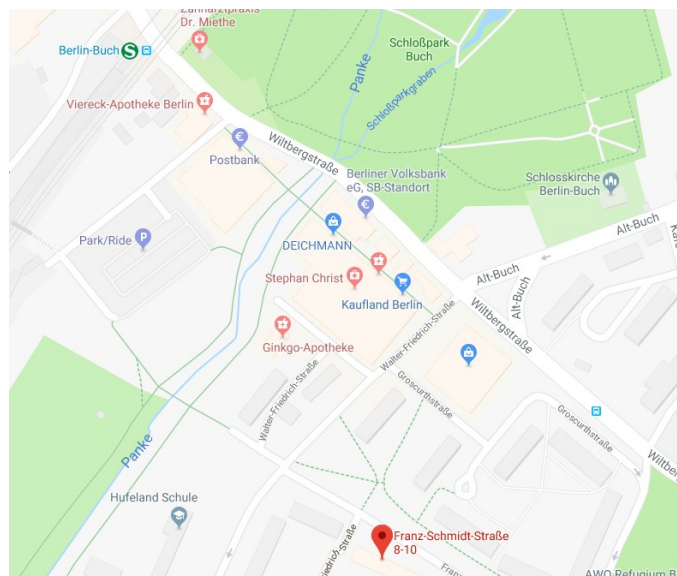 Zahnarztpraxis
Dr. Miethe
Berlin-Buch
S
Schloßpark
Buch
Panke
Schloßparkgraben
Viereck-Apotheke Berlin
€
Postbank
Wiltbergstraße
Berliner Volksbank
eG, SB-Standort
€
Schlosskirche
Berlin-Buch
Park/Ride
P
DEICHMANN
Alt-Buch
Stephan Christ
Alt-Buch
Kaufland Berlin
Alt-Buch
Wiltbergstraße
Ginkgo-Apotheke
Walter-Friedrich-Straße
Walter-Friedrich-Straße
Groscurthstraße
Groscurthstraße
Panke
Hufeland Schule
Franz-Schmidt-Straße
8-10
AWO Refugium B